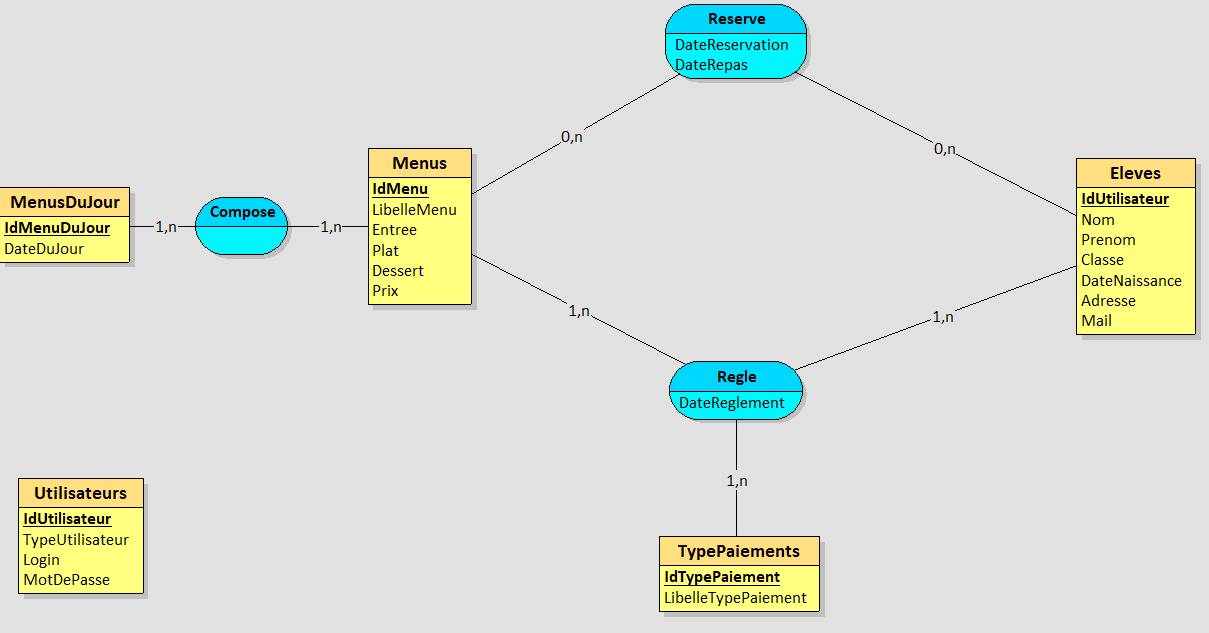 Reserve
DateReservation
DateRepas
0,n
0,n
Menus
IdMenu
LibelleMenu
Entree
Plat
Dessert
Prix
Eleves
IdUtilisateur
Nom
Prenom
Classe
DateNaissance
Adresse
Mail
MenusDuJour
IdMenuDuJour
DateDuJour
1,n
Compose
1,n
1,n
1,n
Regle
DateReglement
1,n
Utilisateurs
IdUtilisateur
TypeUtilisateur
Login
MotDePasse
TypePaiements
IdTypePaiement
LibelleTypePaiement